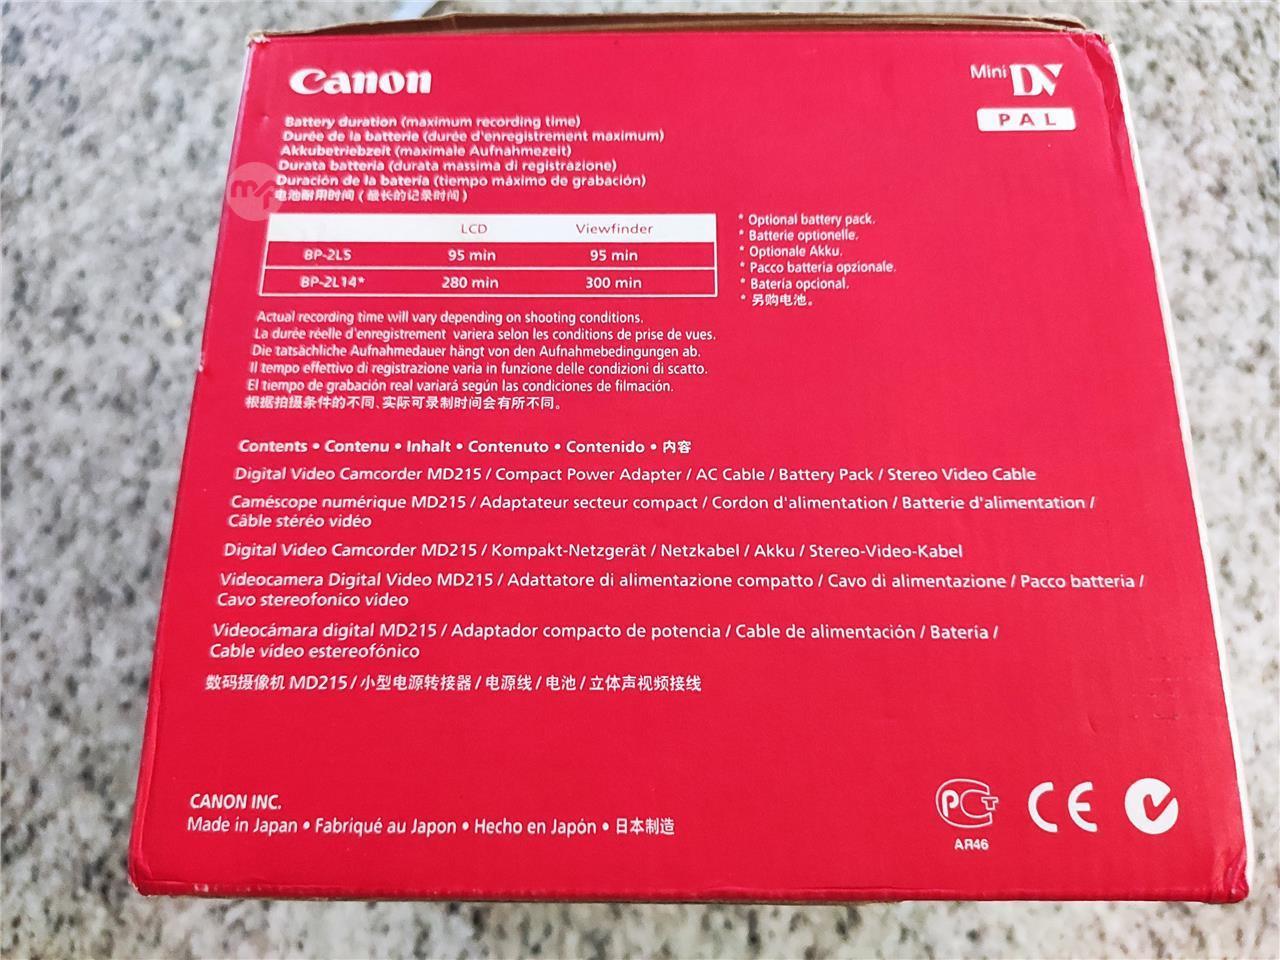 Canon
Mini DV
PAL
Battery duration (maximum recording time)
Durée de la batterie (durée d'enregistrement maximum)
Akkubetriebzeit (maximale Aufnahmezeit)
Durata batteria (durata massima di registrazione)
Duración de la batería (tiempo máximo de grabación)
电池耐用时间 ( 最长的记录时间 )
LCD Viewfinder
BP-2L5 95 min 95 min
BP-2L14* 280 min 300 min
* Optional battery pack.
* Batterie optionelle.
* Optionale Akku.
* Pacco batteria opzionale.
* Bateria opcional.
* 另购电池。
Actual recording time will vary depending on shooting conditions.
La durée réelle d'enregistrement variera selon les conditions de prise de vues.
Die tatsächliche Aufnahmedauer hängt von den Aufnahmebedingungen ab.
Il tempo effettivo di registrazione varia in funzione delle condizioni di scatto.
El tiempo de grabación real variará según las condiciones de filmación.
根据拍摄条件的不同、实际可录制时间会有所不同。
Contents • Contenu • Inhalt • Contenuto • Contenido • 内容
Digital Video Camcorder MD215 / Compact Power Adapter / AC Cable / Battery Pack / Stereo Video Cable
Caméscope numérique MD215 / Adaptateur secteur compact / Cordon d'alimentation / Batterie d'alimentation /
Câble stéréo vidéo
Digital Video Camcorder MD215 / Kompakt-Netzgerät / Netzkabel / Akku / Stereo-Video-Kabel
Videocamera Digital Video MD215 / Adattatore di alimentazione compatto / Cavo di alimentazione / Pacco batteria /
Cavo stereofonico video
Videocámara digital MD215 / Adaptador compacto de potencia / Cable de alimentación / Batería /
Cable vídeo estereofónico
数码摄像机 MD215 / 小型电源转接器 / 电源线 / 电池 / 立体声视频接线
CANON INC.
Made in Japan • Fabriqué au Japon • Hecho en Japón • 日本制造
PCT
AR46
CE